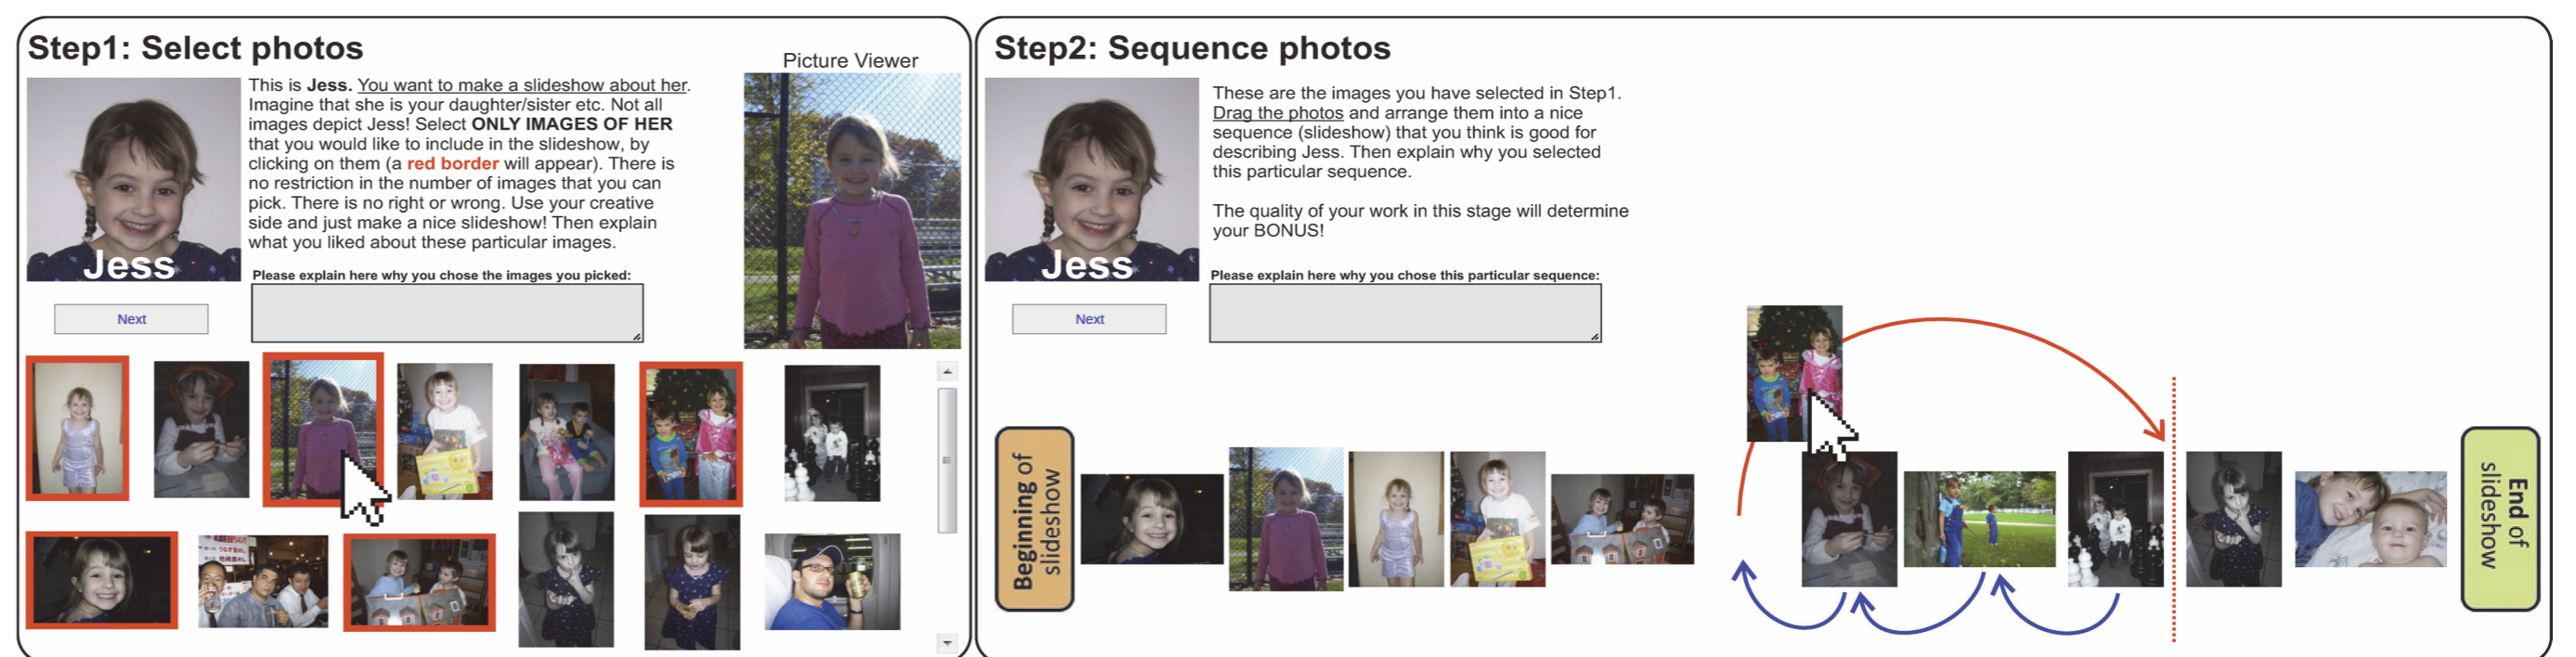 Step1: Select photos
Picture Viewer
This is Jess. You want to make a slideshow about her.
Imagine that she is your daughter/sister etc. Not all
images depict Jess! Select ONLY IMAGES OF HER
that you would like to include in the slideshow, by
clicking on them (a red border will appear). There is
no restriction in the number of images that you can
pick. There is no right or wrong. Use your creative
side and just make a nice slideshow! Then explain
what you liked about these particular images.
Jess
Please explain here why you chose the images you picked:
Next
Step2: Sequence photos
These are the images you have selected in Step1.
Drag the photos and arrange them into a nice
sequence (slideshow) that you think is good for
describing Jess. Then explain why you selected
this particular sequence.
The quality of your work in this stage will determine
your BONUS!
Jess
Please explain here why you chose this particular sequence:
Next
Beginning of
slideshow
End of
slideshow